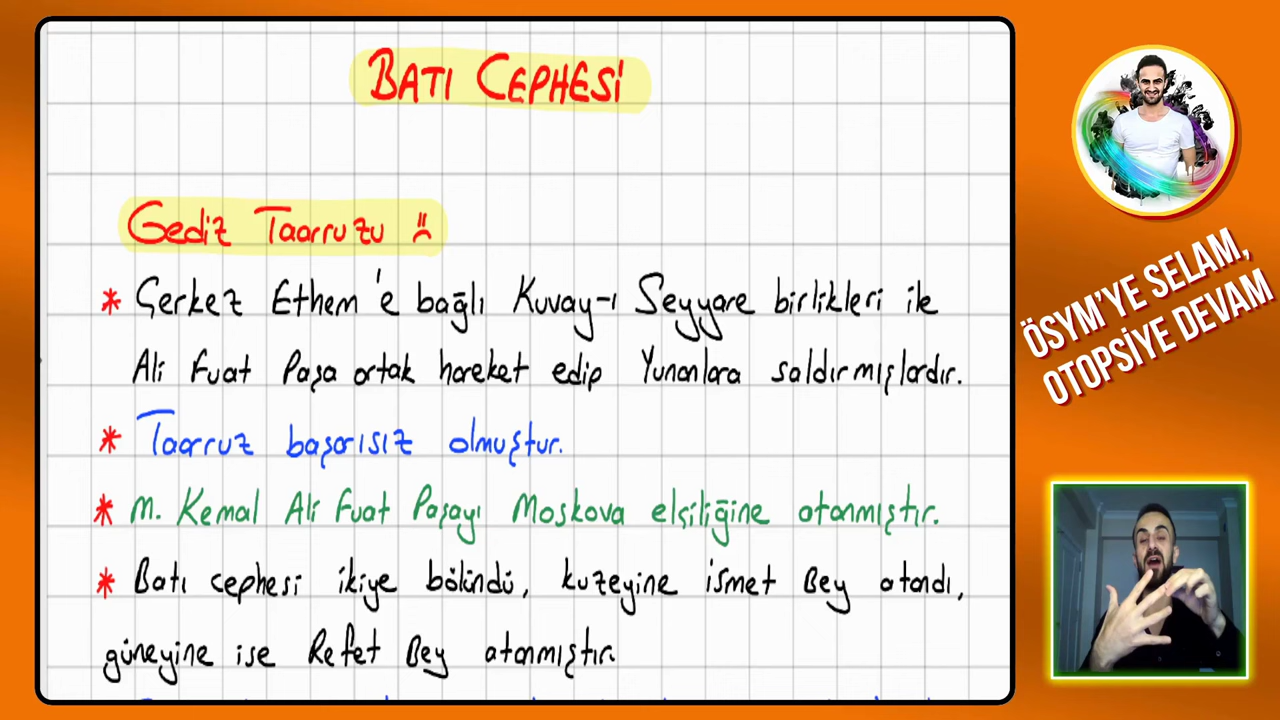 BATI CEPHESİ
Gediz Taarruzu
* Çerkez Ethem'e bağlı Kuvay-ı Seyyare birlikleri ile
Ali Fuat Paşa ortak hareket edip Yunanlara saldırmışlardır.
* Taarruz başarısız olmuştur.
* M. Kemal Ali Fuat Paşayı Moskova elçiliğine atanmıştır.
* Batı cephesi ikiye bölündü, kuzeyine ismet Bey atandı,
güneyine ise Refet Bey atanmıştır.
ÖSYM'YE SELAM,
OTOPSİYE DEVAM